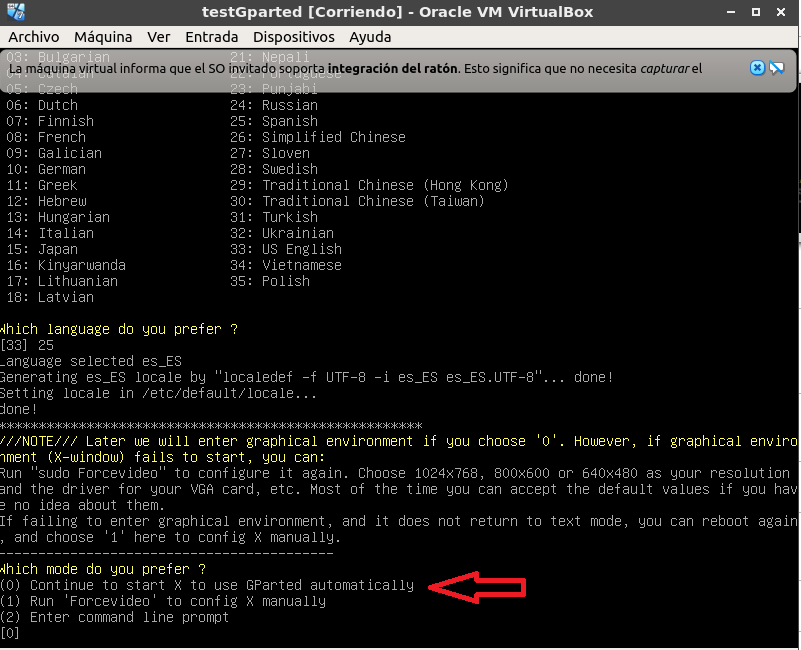 testGparted [Corriendo] - Oracle VM VirtualBox
Archivo Máquina Ver Entrada Dispositivos Ayuda
03: Bulgarian 21: Nepali
La máquina virtual informa que el SO invitado soporta integración del ratón. Esto significa que no necesita capturar el
05: Czech 23: Punjabi
06: Dutch 24: Russian
07: Finnish 25: Spanish
08: French 26: Simplified Chinese
09: Galician 27: Sloven
10: German 28: Swedish
11: Greek 29: Traditional Chinese (Hong Kong)
12: Hebrew 30: Traditional Chinese (Taiwan)
13: Hungarian 31: Turkish
14: Italian 32: Ukrainian
15: Japan 33: US English
16: Kinyarwanda 34: Vietnamese
17: Lithuanian 35: Polish
18: Latvian
Which language do you prefer ?
[33] 25
Language selected es_ES
Generating es_ES locale by "localedef -f UTF-8 -i es_ES es_ES.UTF-8"... done!
Setting locale in /etc/default/locale...
done!
*****************************************************
///NOTE/// Later we will enter graphical environment if you choose '0'. However, if graphical enviro
nment (X-window) fails to start, you can:
Run "sudo Forcevideo" to configure it again. Choose 1024x768, 800x600 or 640x480 as your resolution
and the driver for your VGA card, etc. Most of the time you can accept the default values if you hav
e no idea about them.
If failing to enter graphical environment, and it does not return to text mode, you can reboot again
, and choose '1' here to config X manually.
------------------------------------------
Which mode do you prefer ?
(0) Continue to start X to use GParted automatically
(1) Run 'Forcevideo' to config X manually
(2) Enter command line prompt
[0]